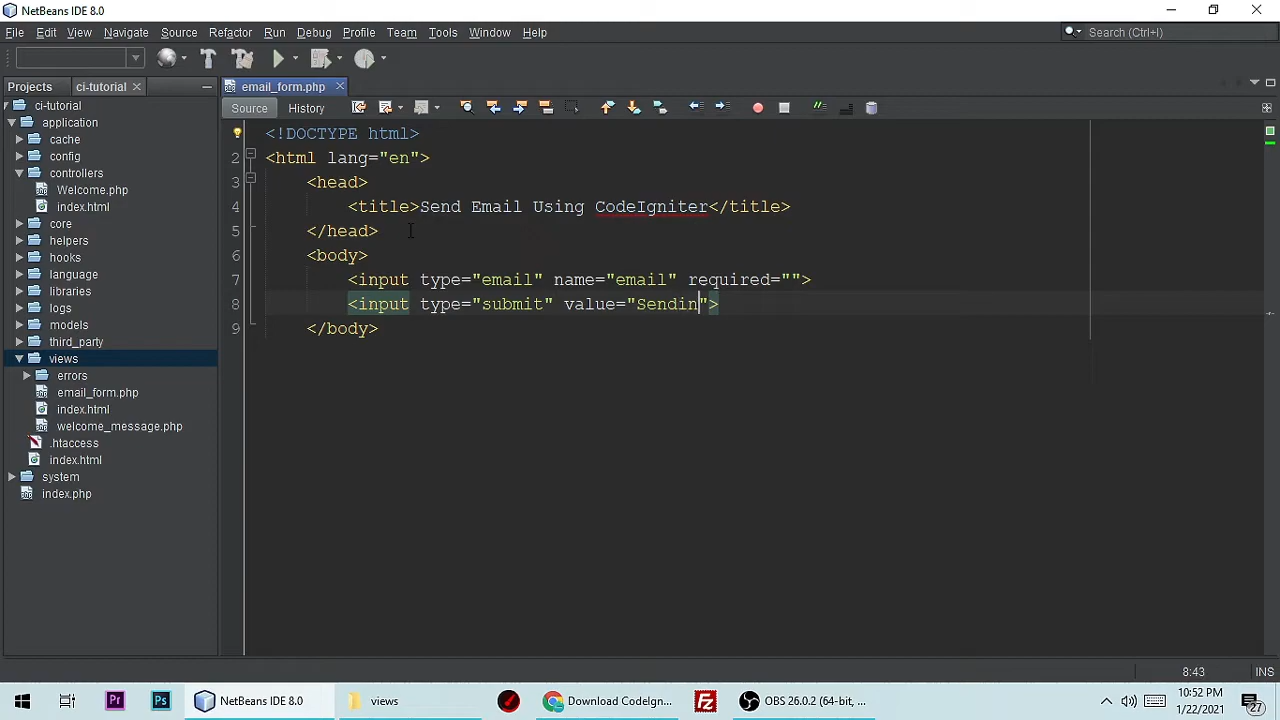 NetBeans IDE 8.0
File Edit View Navigate Source Refactor Run Debug Profile Team Tools Window Help
Search (Ctrl+I)
Projects ci-tutorial
email_form.php
Source History
ci-tutorial
application
cache
config
controllers
Welcome.php
index.html
core
helpers
hooks
language
libraries
logs
models
third_party
views
errors
email_form.php
index.html
welcome_message.php
.htaccess
index.html
system
index.php
<!DOCTYPE html>
2 <html lang="en">
3 <head>
4 <title>Send Email Using CodeIgniter</title>
5 </head>
6 <body>
7 <input type="email" name="email" required="">
8 <input type="submit" value="Sendin">
9 </body>
8:43 INS
Pr Ps NetBeans IDE 8.0 views Download CodeIgn... Fz OBS 26.0.2 (64-bit, ...
10:52 PM
1/22/2021
27